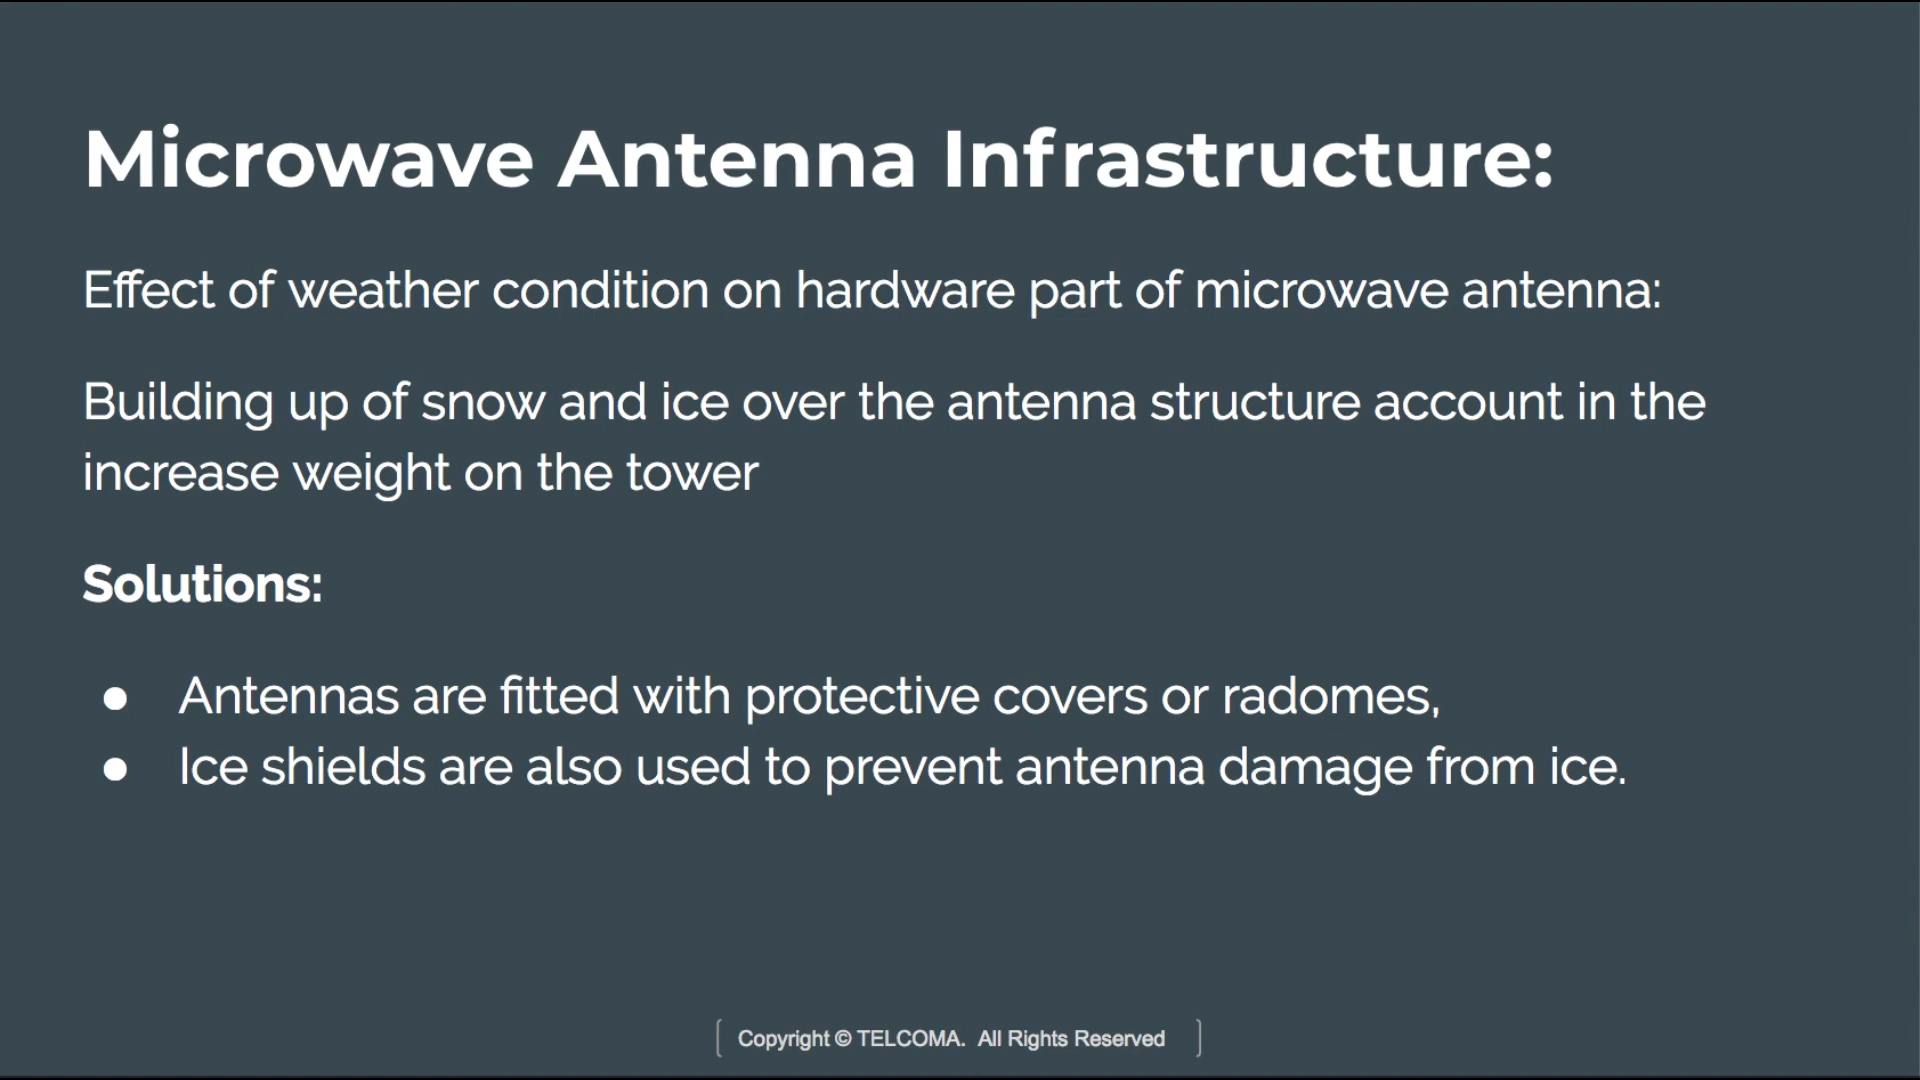 Microwave Antenna Infrastructure:
Effect of weather condition on hardware part of microwave antenna:
Building up of snow and ice over the antenna structure account in the
increase weight on the tower
Solutions:
● Antennas are fitted with protective covers or radomes,
● Ice shields are also used to prevent antenna damage from ice.
[ Copyright © TELCOMA. All Rights Reserved ]